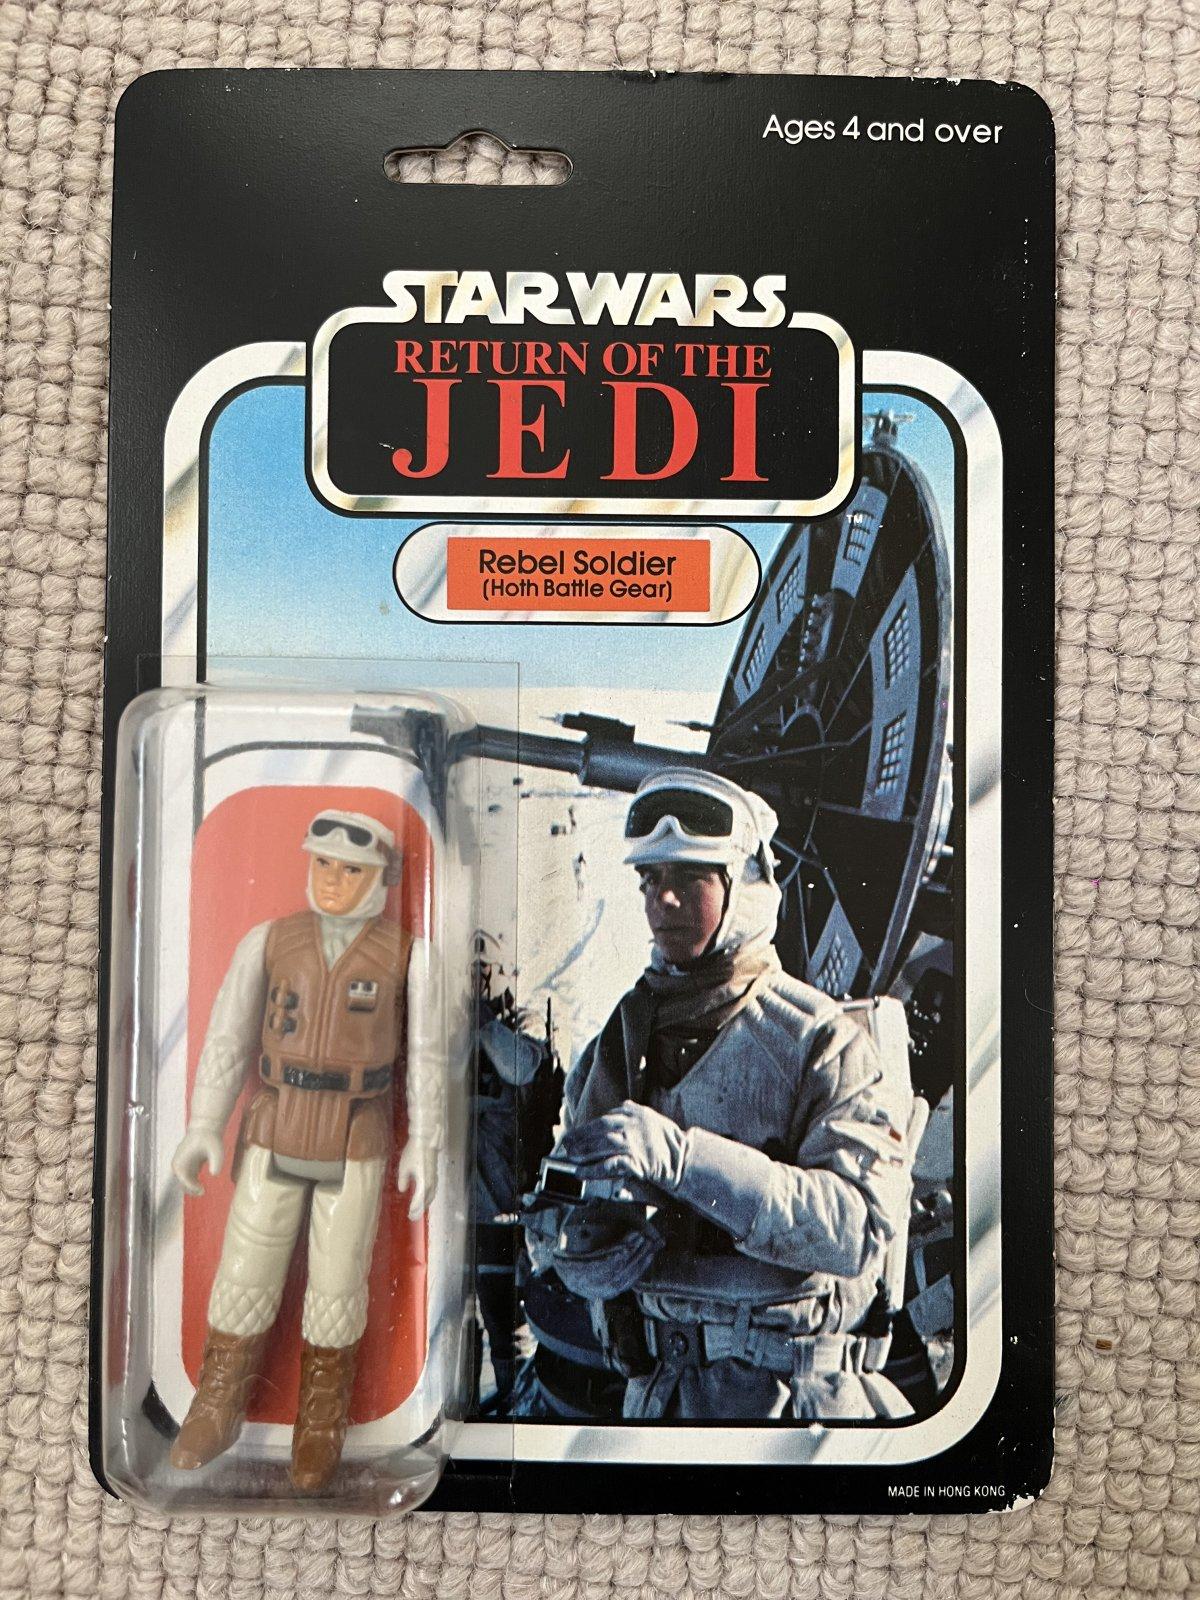 Ages 4 and over
STAR WARS
RETURN OF THE
JEDI
TM
Rebel Soldier
(Hoth Battle Gear)
MADE IN HONG KONG